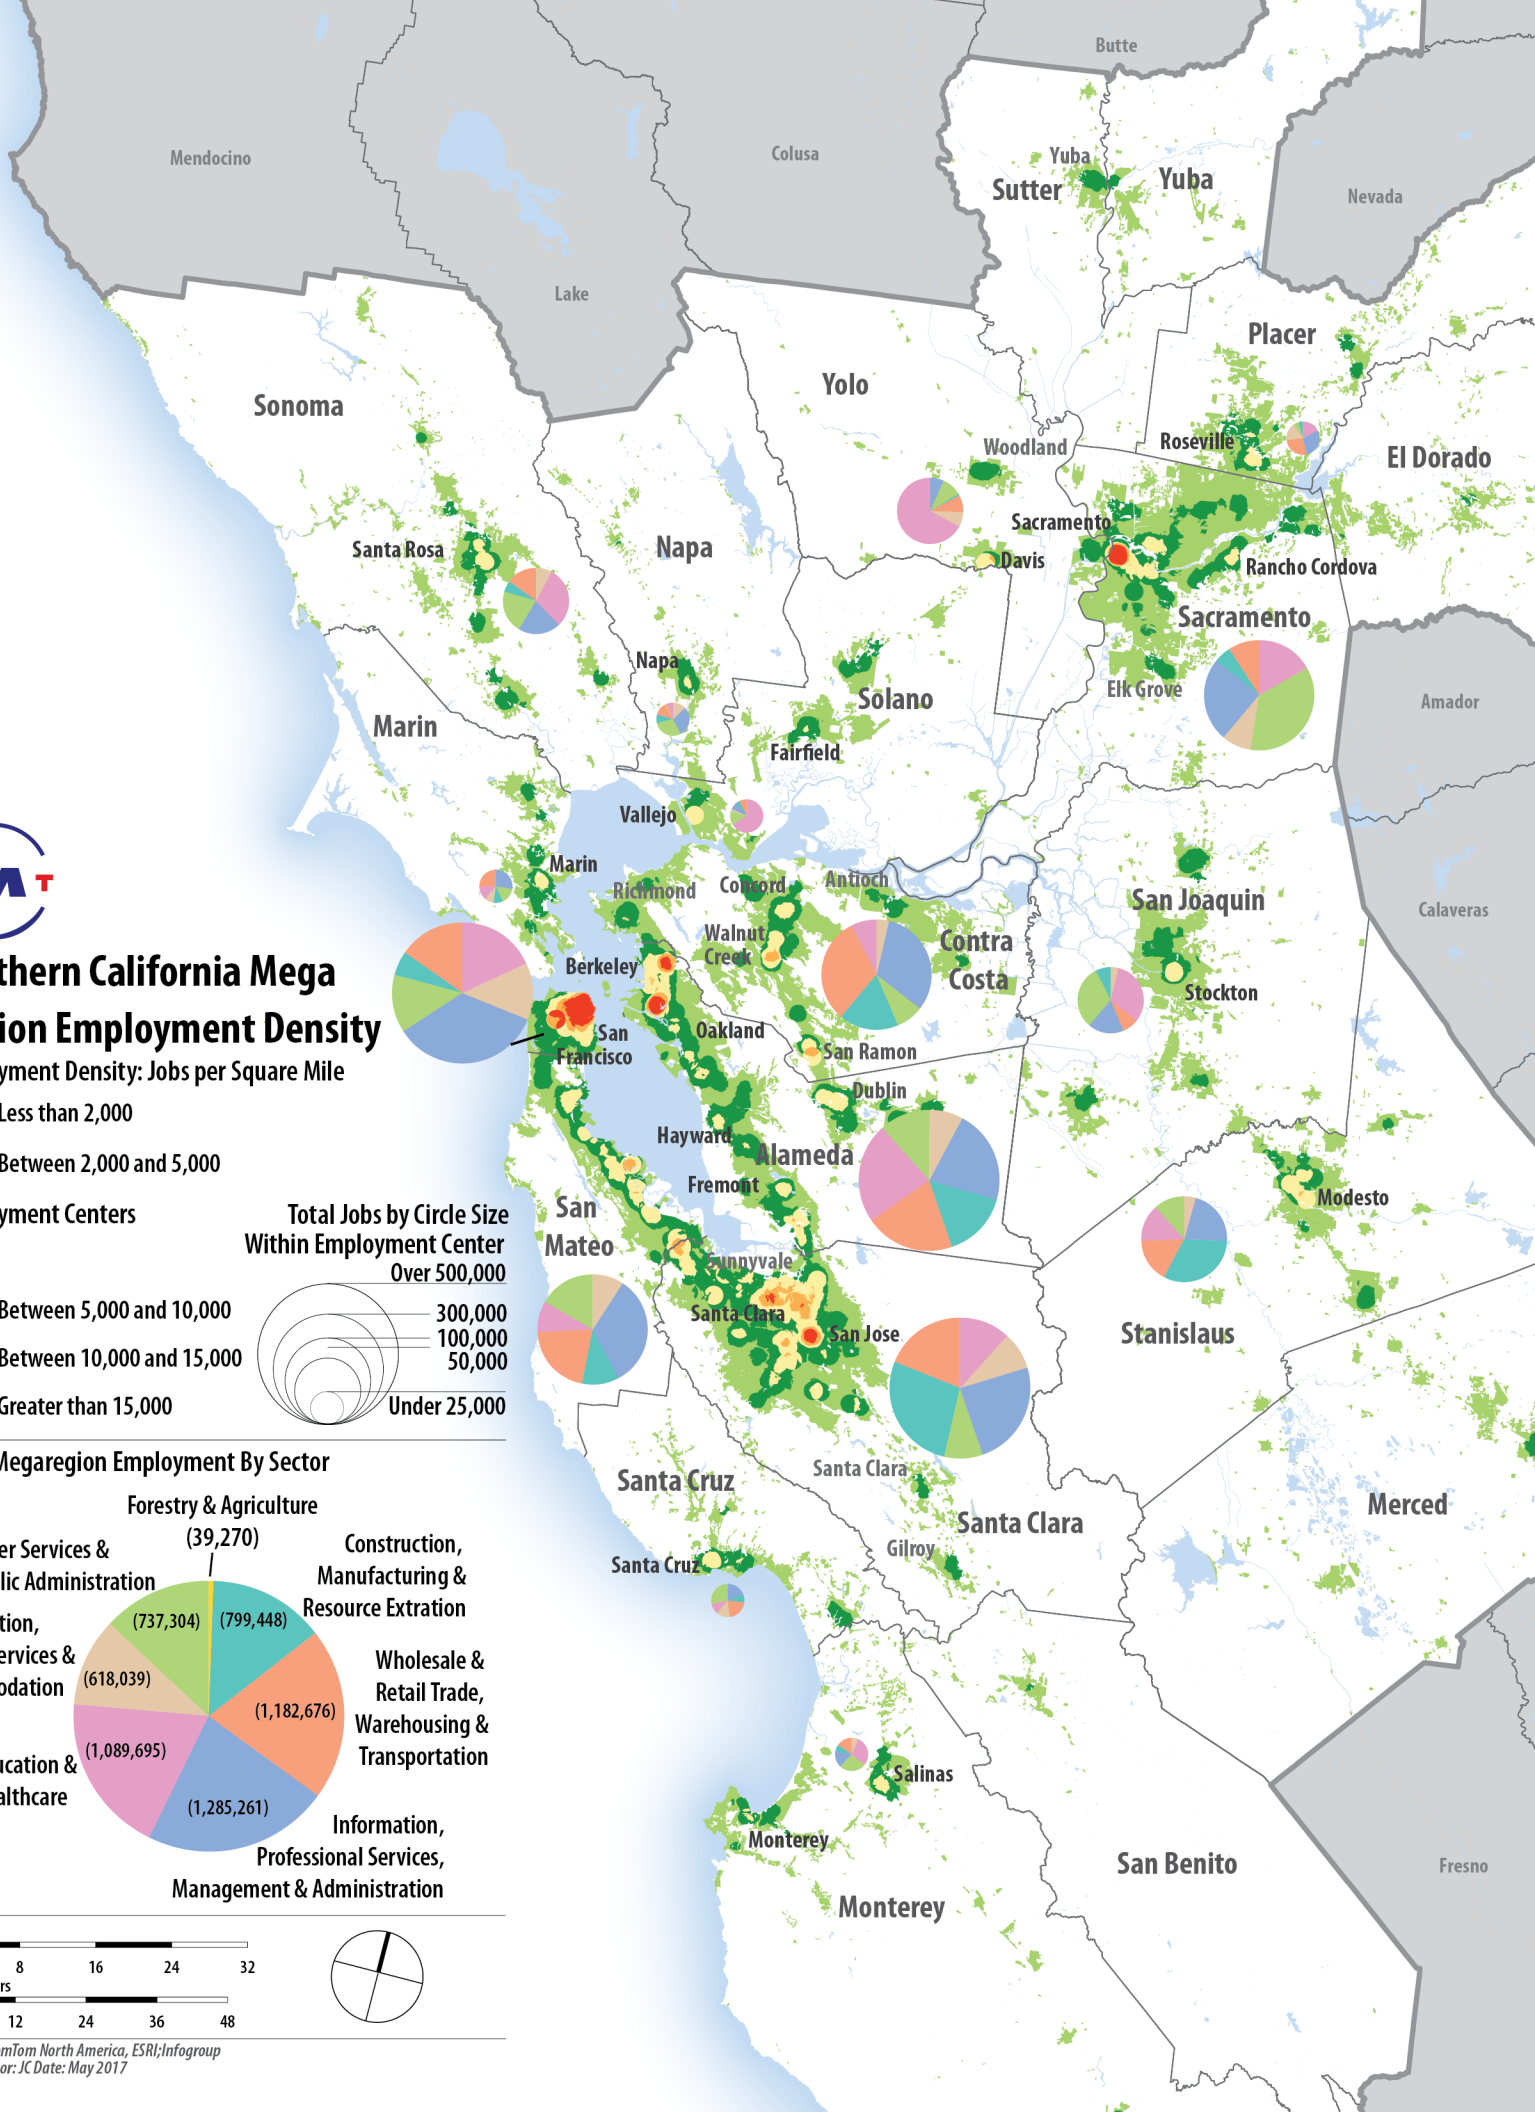 Butte
Mendocino
Colusa
Yuba
Sutter
Yuba
Nevada
Lake
Placer
Sonoma
Yolo
Woodland
Roseville
El Dorado
Sacramento
Santa Rosa
Napa
Davis
Rancho Cordova
Sacramento
Napa
Solano
Elk Grove
Amador
Marin
Fairfield
Vallejo
Marin
Richmond
Concord
Antioch
San Joaquin
Calaveras
Walnut
Creek
Contra
Costa
Berkeley
Stockton
Oakland
San
Francisco
San Ramon
Dublin
Hayward
Alameda
Fremont
Modesto
San
Mateo
Sunnyvale
Santa Clara
San Jose
Stanislaus
Santa Cruz
Santa Clara
Santa Clara
Merced
Gilroy
Santa Cruz
Salinas
Monterey
Monterey
San Benito
Fresno
T
thern California Mega
ion Employment Density
yment Density: Jobs per Square Mile
Less than 2,000
Between 2,000 and 5,000
yment Centers
Between 5,000 and 10,000
Between 10,000 and 15,000
Greater than 15,000
Total Jobs by Circle Size
Within Employment Center
Over 500,000
300,000
100,000
50,000
Under 25,000
Megaregion Employment By Sector
Forestry & Agriculture
(39,270)
Construction,
Manufacturing &
Resource Extration
(799,448)
Wholesale &
Retail Trade,
Warehousing &
Transportation
(1,182,676)
Information,
Professional Services,
Management & Administration
(1,285,261)
ucation &
althcare
(1,089,695)
tion,
ervices &
odation
(618,039)
er Services &
lic Administration
(737,304)
8 16 24 32
rs
12 24 36 48
omTom North America, ESRI;Infogroup
or: JC Date: May 2017